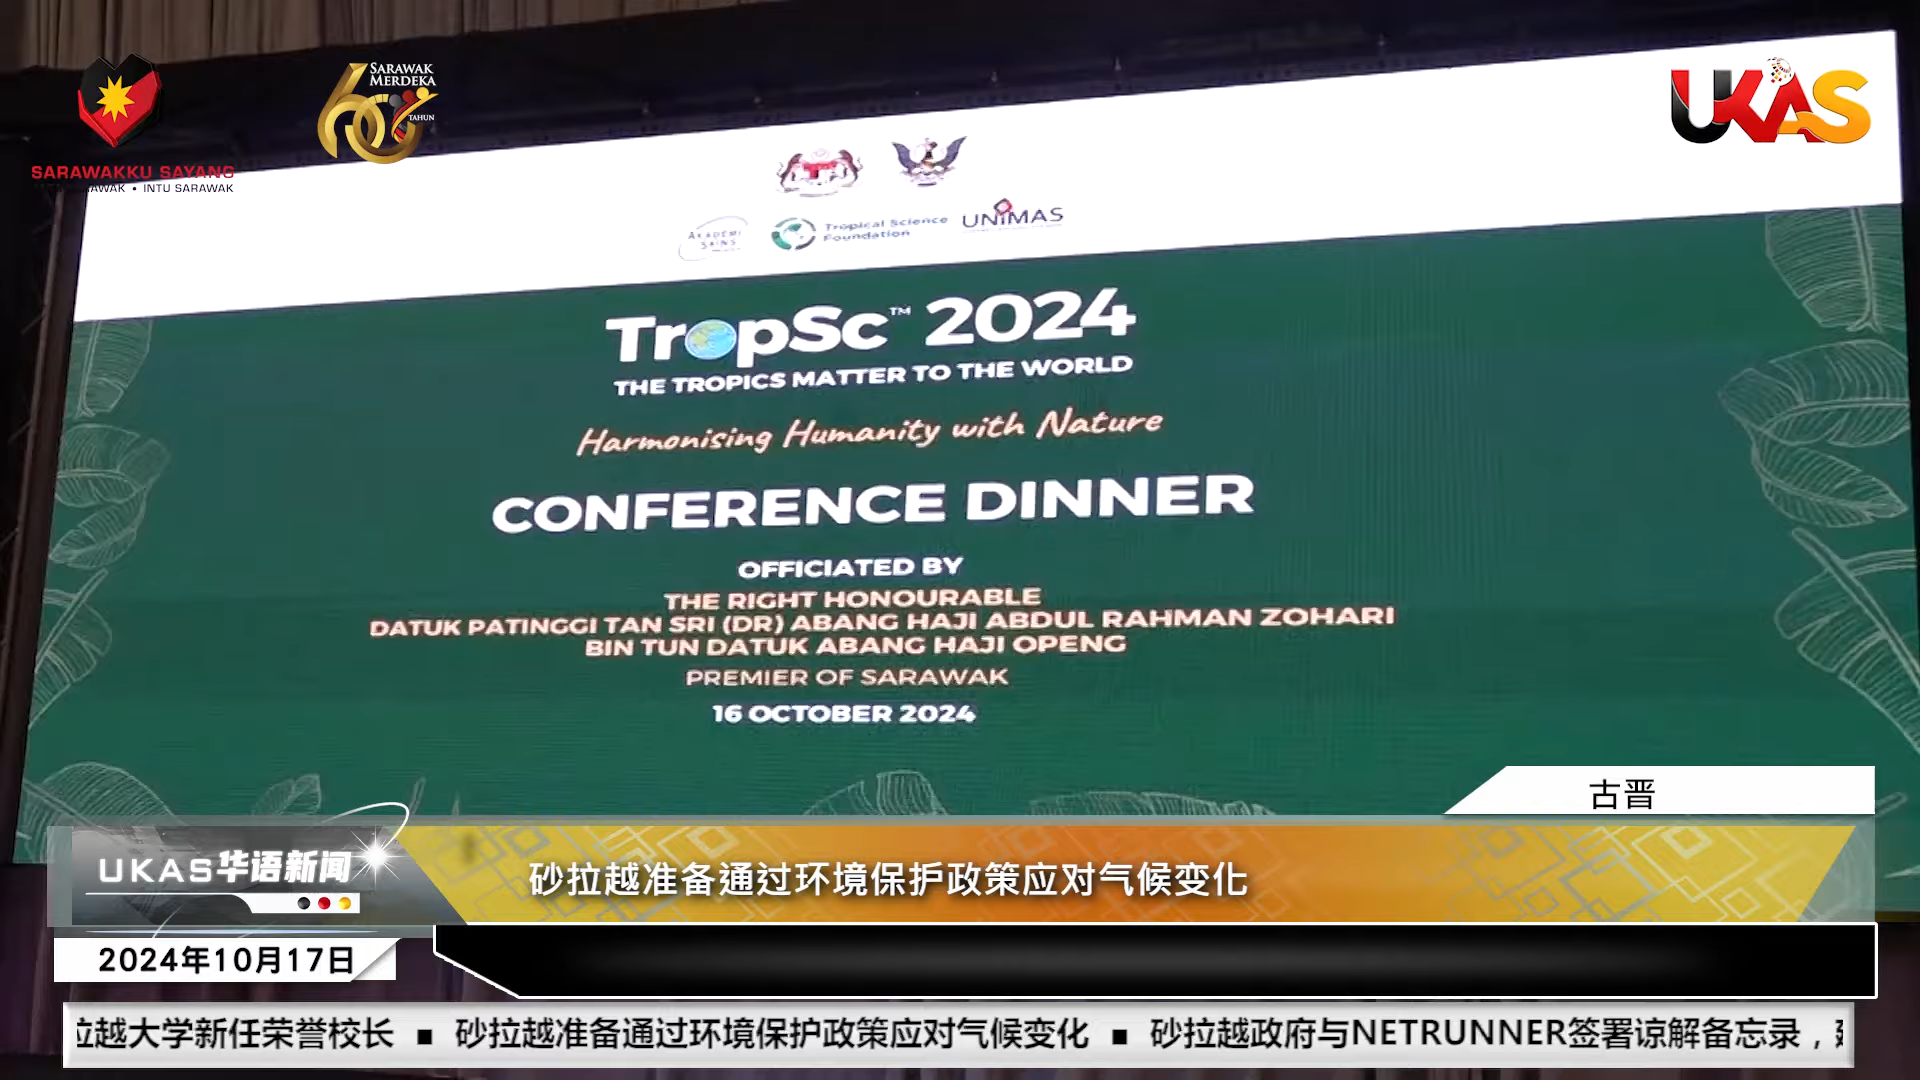 SARAWAKKU SAYANG
AWAK • INTU SARAWAK
60
SARAWAK
MERDEKA
TAHUN
UKAS
AKADEMI
SAINS
Tropical Science
Foundation
UNIMAS
TropSc™ 2024
THE TROPICS MATTER TO THE WORLD
Harmonising Humanity with Nature
CONFERENCE DINNER
OFFICIATED BY
THE RIGHT HONOURABLE
DATUK PATINGGI TAN SRI (DR) ABANG HAJI ABDUL RAHMAN ZOHARI
BIN TUN DATUK ABANG HAJI OPENG
PREMIER OF SARAWAK
16 OCTOBER 2024
古晋
UKAS华语新闻
砂拉越准备通过环境保护政策应对气候变化
2024年10月17日
拉越大学新任荣誉校长 ■ 砂拉越准备通过环境保护政策应对气候变化 ■ 砂拉越政府与NETRUNNER签署谅解备忘录，